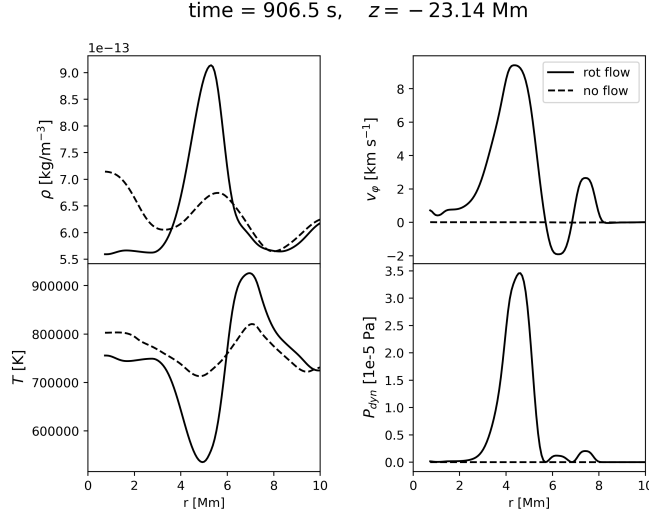 time = 906.5 s,    z = − 23.14 Mm
1e−13
9.0
8.5
8.0
7.5
7.0
6.5
6.0
5.5
ρ [kg/m⁻³]
8
6
4
2
0
−2
v_φ [km s⁻¹]
rot flow
no flow
900000
800000
700000
600000
T [K]
0 2 4 6 8 10
r [Mm]
3.5
3.0
2.5
2.0
1.5
1.0
0.5
0.0
P_dyn [1e-5 Pa]
0 2 4 6 8 10
r [Mm]